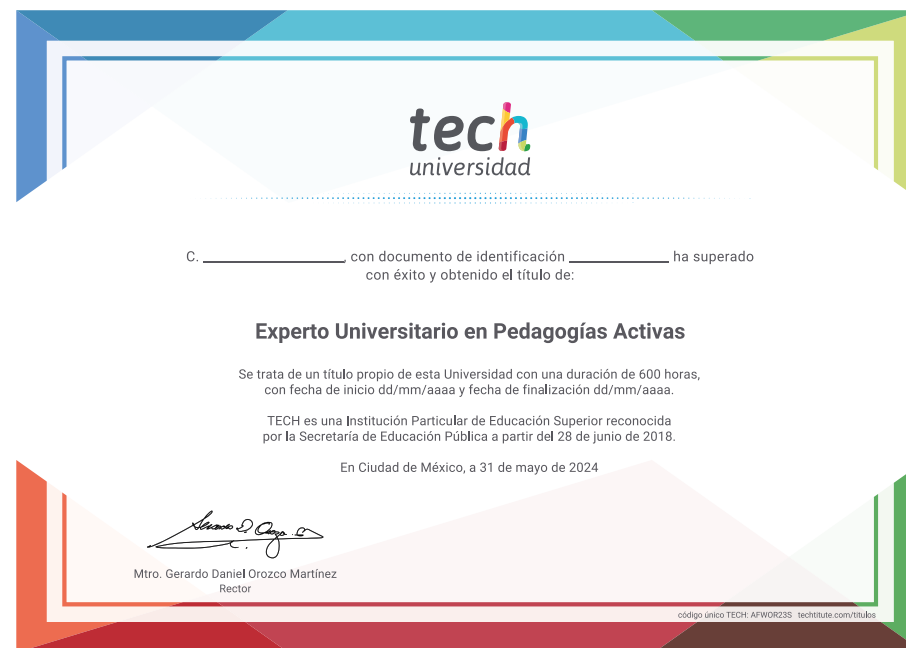 tech
universidad
C. ____________, con documento de identificación ____________ ha superado
con éxito y obtenido el título de:
Experto Universitario en Pedagogías Activas
Se trata de un título propio de esta Universidad con una duración de 600 horas,
con fecha de inicio dd/mm/aaaa y fecha de finalización dd/mm/aaaa.
TECH es una Institución Particular de Educación Superior reconocida
por la Secretaría de Educación Pública a partir del 28 de junio de 2018.
En Ciudad de México, a 31 de mayo de 2024
Mtro. Gerardo Daniel Orozco Martínez
Rector
código único TECH: AFWOR23S techtitute.com/titulos